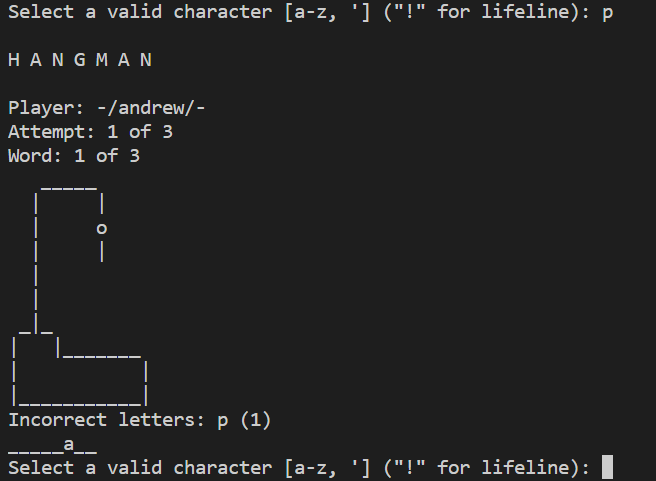 Select a valid character [a-z, '] ("!" for lifeline): p
H A N G M A N
Player: -/andrew/-
Attempt: 1 of 3
Word: 1 of 3
   _____
  |     |
  |     o
  |     |
  |
  |
 _|_
|   |_______
|           |
|___________|
Incorrect letters: p (1)
_____a__
Select a valid character [a-z, '] ("!" for lifeline):